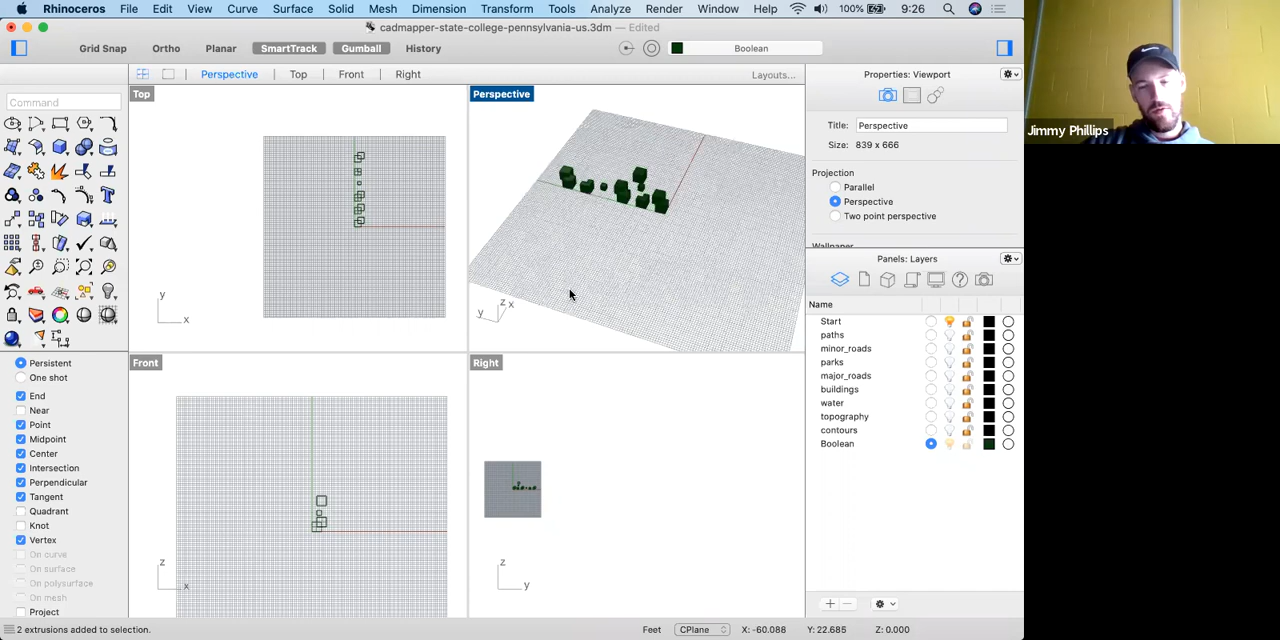 Rhinoceros File Edit View Curve Surface Solid Mesh Dimension Transform Tools Analyze Render Window Help 100% 9:26
cadmapper-state-college-pennsylvania-us.3dm — Edited
Grid Snap Ortho Planar SmartTrack Gumball History Boolean
Perspective Top Front Right Layouts...
Properties: Viewport
Command
Top
Perspective
Title: Perspective
Size: 839 x 666
Projection
Parallel
Perspective
Two point perspective
Wallpaper
Panels: Layers
Name
Start
paths
minor_roads
parks
major_roads
buildings
water
topography
contours
Boolean
y
x
z x
y
Front
Right
z
x
z
y
Persistent
One shot
End
Near
Point
Midpoint
Center
Intersection
Perpendicular
Tangent
Quadrant
Knot
Vertex
On curve
On surface
On polysurface
On mesh
Project
2 extrusions added to selection. Feet CPlane X: -60.088 Y: 22.685 Z: 0.000
Jimmy Phillips